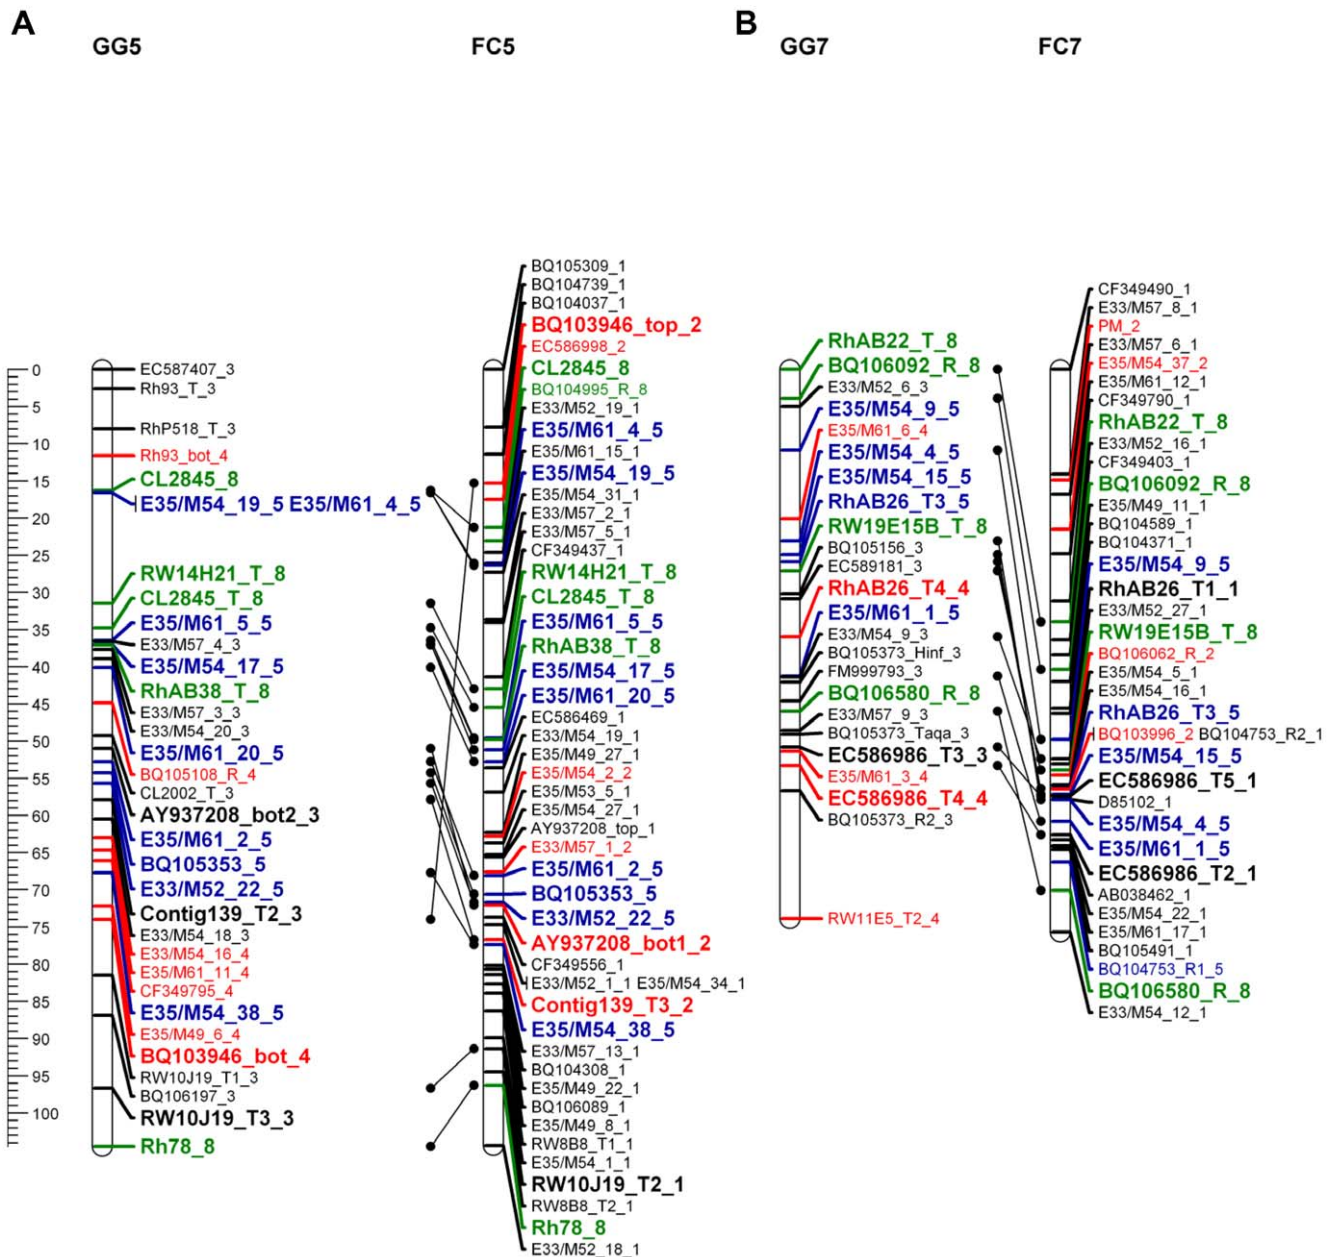 A
B
GG5
FC5
GG7
FC7
0
5
10
15
20
25
30
35
40
45
50
55
60
65
70
75
80
85
90
95
100
EC587407_3
Rh93_T_3
RhP518_T_3
Rh93_bot_4
CL2845_8
E35/M54_19_5 E35/M61_4_5
RW14H21_T_8
CL2845_T_8
E35/M61_5_5
E33/M57_4_3
E35/M54_17_5
RhAB38_T_8
E33/M57_3_3
E33/M54_20_3
E35/M61_20_5
BQ105108_R_4
CL2002_T_3
AY937208_bot2_3
E35/M61_2_5
BQ105353_5
E33/M52_22_5
Contig139_T2_3
E33/M54_18_3
E33/M54_16_4
E35/M61_11_4
CF349795_4
E35/M54_38_5
E35/M49_6_4
BQ103946_bot_4
RW10J19_T1_3
BQ106197_3
RW10J19_T3_3
Rh78_8
BQ105309_1
BQ104739_1
BQ104037_1
BQ103946_top_2
EC586998_2
CL2845_8
BQ104995_R_8
E33/M52_19_1
E35/M61_4_5
E35/M61_15_1
E35/M54_19_5
E35/M54_31_1
E33/M57_2_1
E33/M57_5_1
CF349437_1
RW14H21_T_8
CL2845_T_8
E35/M61_5_5
RhAB38_T_8
E35/M54_17_5
E35/M61_20_5
EC586469_1
E33/M54_19_1
E35/M49_27_1
E35/M54_2_2
E35/M53_5_1
E35/M54_27_1
AY937208_top_1
E33/M57_1_2
E35/M61_2_5
BQ105353_5
E33/M52_22_5
AY937208_bot1_2
CF349556_1
E33/M52_1_1 E35/M54_34_1
Contig139_T3_2
E35/M54_38_5
E33/M57_13_1
BQ104308_1
E35/M49_22_1
BQ106089_1
E35/M49_8_1
RW8B8_T1_1
E35/M54_1_1
RW10J19_T2_1
RW8B8_T2_1
Rh78_8
E33/M52_18_1
RhAB22_T_8
BQ106092_R_8
E33/M52_6_3
E35/M54_9_5
E35/M61_6_4
E35/M54_4_5
E35/M54_15_5
RhAB26_T3_5
RW19E15B_T_8
BQ105156_3
EC589181_3
RhAB26_T4_4
E35/M61_1_5
E33/M54_9_3
BQ105373_Hinf_3
FM999793_3
BQ106580_R_8
E33/M57_9_3
BQ105373_Taqa_3
EC586986_T3_3
E35/M61_3_4
EC586986_T4_4
BQ105373_R2_3
RW11E5_T2_4
CF349490_1
E33/M57_8_1
PM_2
E33/M57_6_1
E35/M54_37_2
E35/M61_12_1
CF349790_1
RhAB22_T_8
E33/M52_16_1
CF349403_1
BQ106092_R_8
E35/M49_11_1
BQ104589_1
BQ104371_1
E35/M54_9_5
RhAB26_T1_1
E33/M52_27_1
RW19E15B_T_8
BQ106062_R_2
E35/M54_5_1
E35/M54_16_1
RhAB26_T3_5
BQ103996_2 BQ104753_R2_1
E35/M54_15_5
EC586986_T5_1
D85102_1
E35/M54_4_5
E35/M61_1_5
EC586986_T2_1
AB038462_1
E35/M54_22_1
E35/M61_17_1
BQ105491_1
BQ104753_R1_5
BQ106580_R_8
E33/M54_12_1